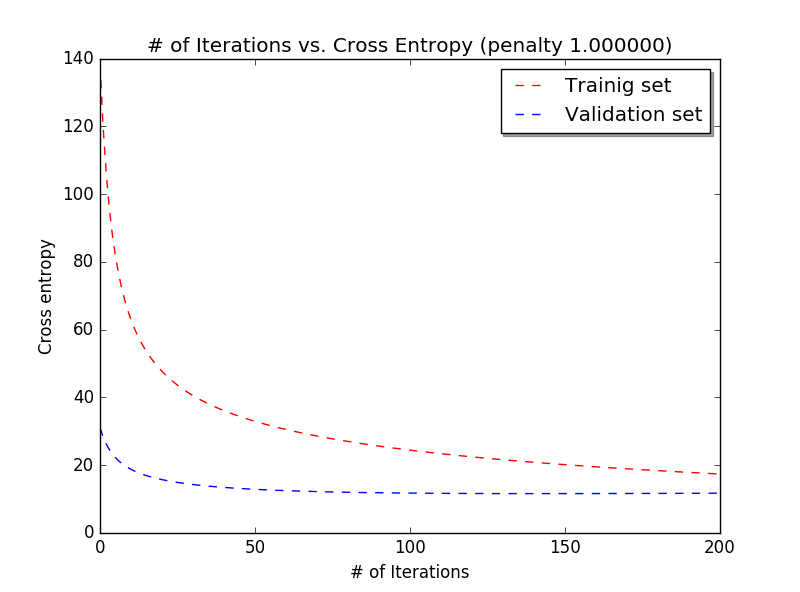 # of Iterations vs. Cross Entropy (penalty 1.000000)
140
120
100
80
60
40
20
0
Cross entropy
Trainig set
Validation set
0 50 100 150 200
# of Iterations